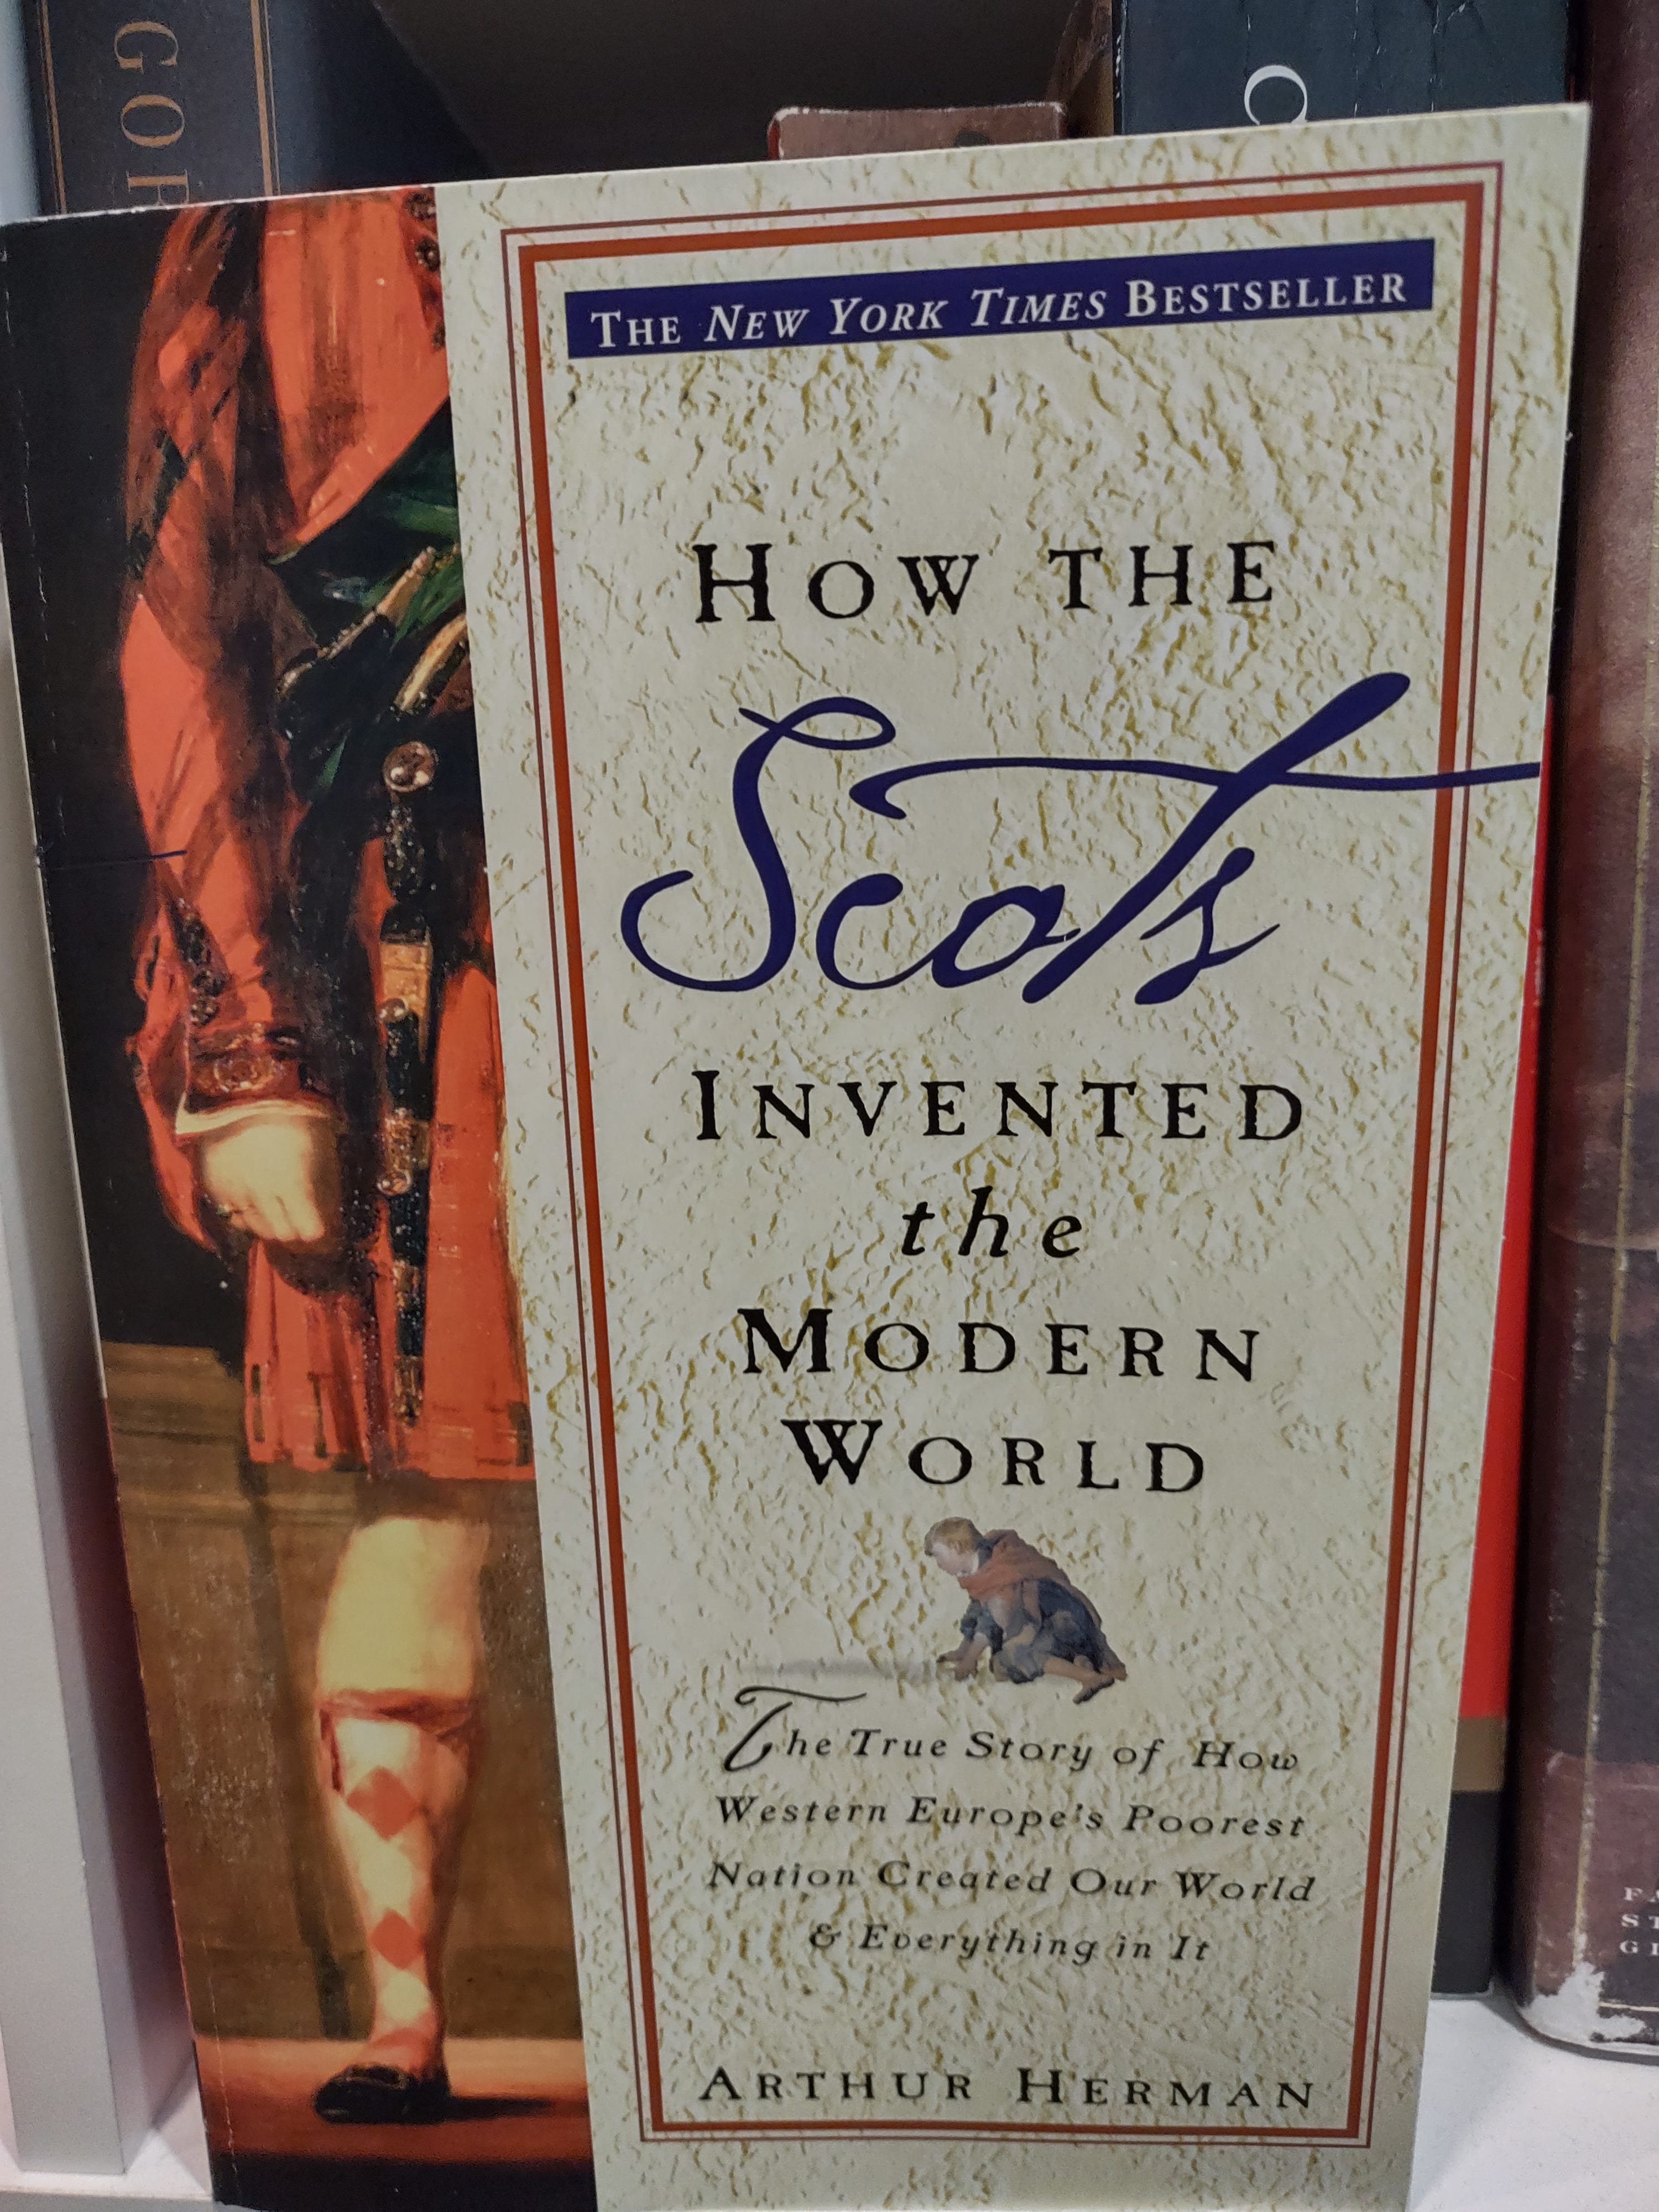 THE NEW YORK TIMES BESTSELLER
HOW THE
Scots
INVENTED
the
MODERN
WORLD
The True Story of How
Western Europe's Poorest
Nation Created Our World
& Everything in It
ARTHUR HERMAN